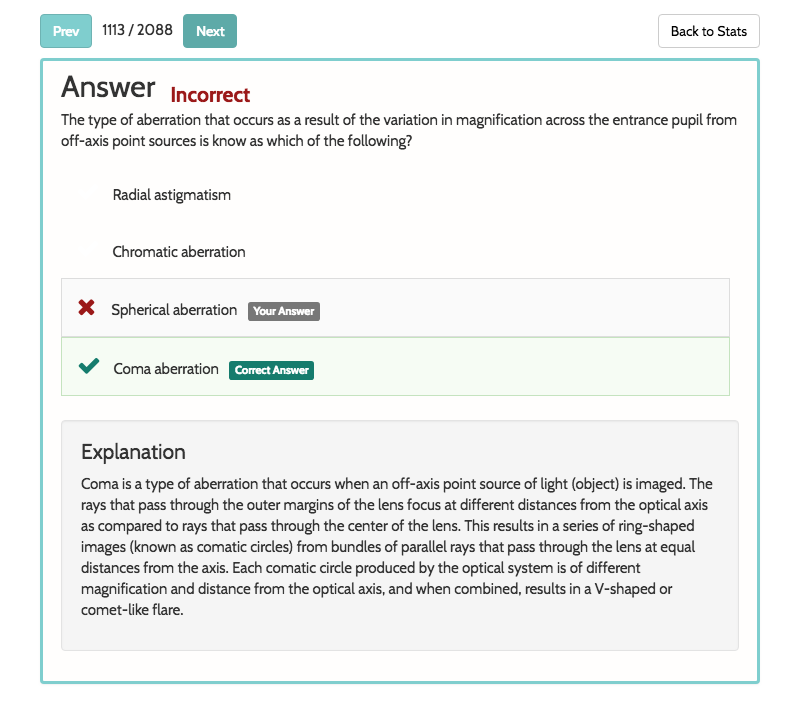 Prev 1113 / 2088 Next Back to Stats
Answer Incorrect
The type of aberration that occurs as a result of the variation in magnification across the entrance pupil from
off-axis point sources is know as which of the following?
Radial astigmatism
Chromatic aberration
Spherical aberration Your Answer
Coma aberration Correct Answer
Explanation
Coma is a type of aberration that occurs when an off-axis point source of light (object) is imaged. The
rays that pass through the outer margins of the lens focus at different distances from the optical axis
as compared to rays that pass through the center of the lens. This results in a series of ring-shaped
images (known as comatic circles) from bundles of parallel rays that pass through the lens at equal
distances from the axis. Each comatic circle produced by the optical system is of different
magnification and distance from the optical axis, and when combined, results in a V-shaped or
comet-like flare.